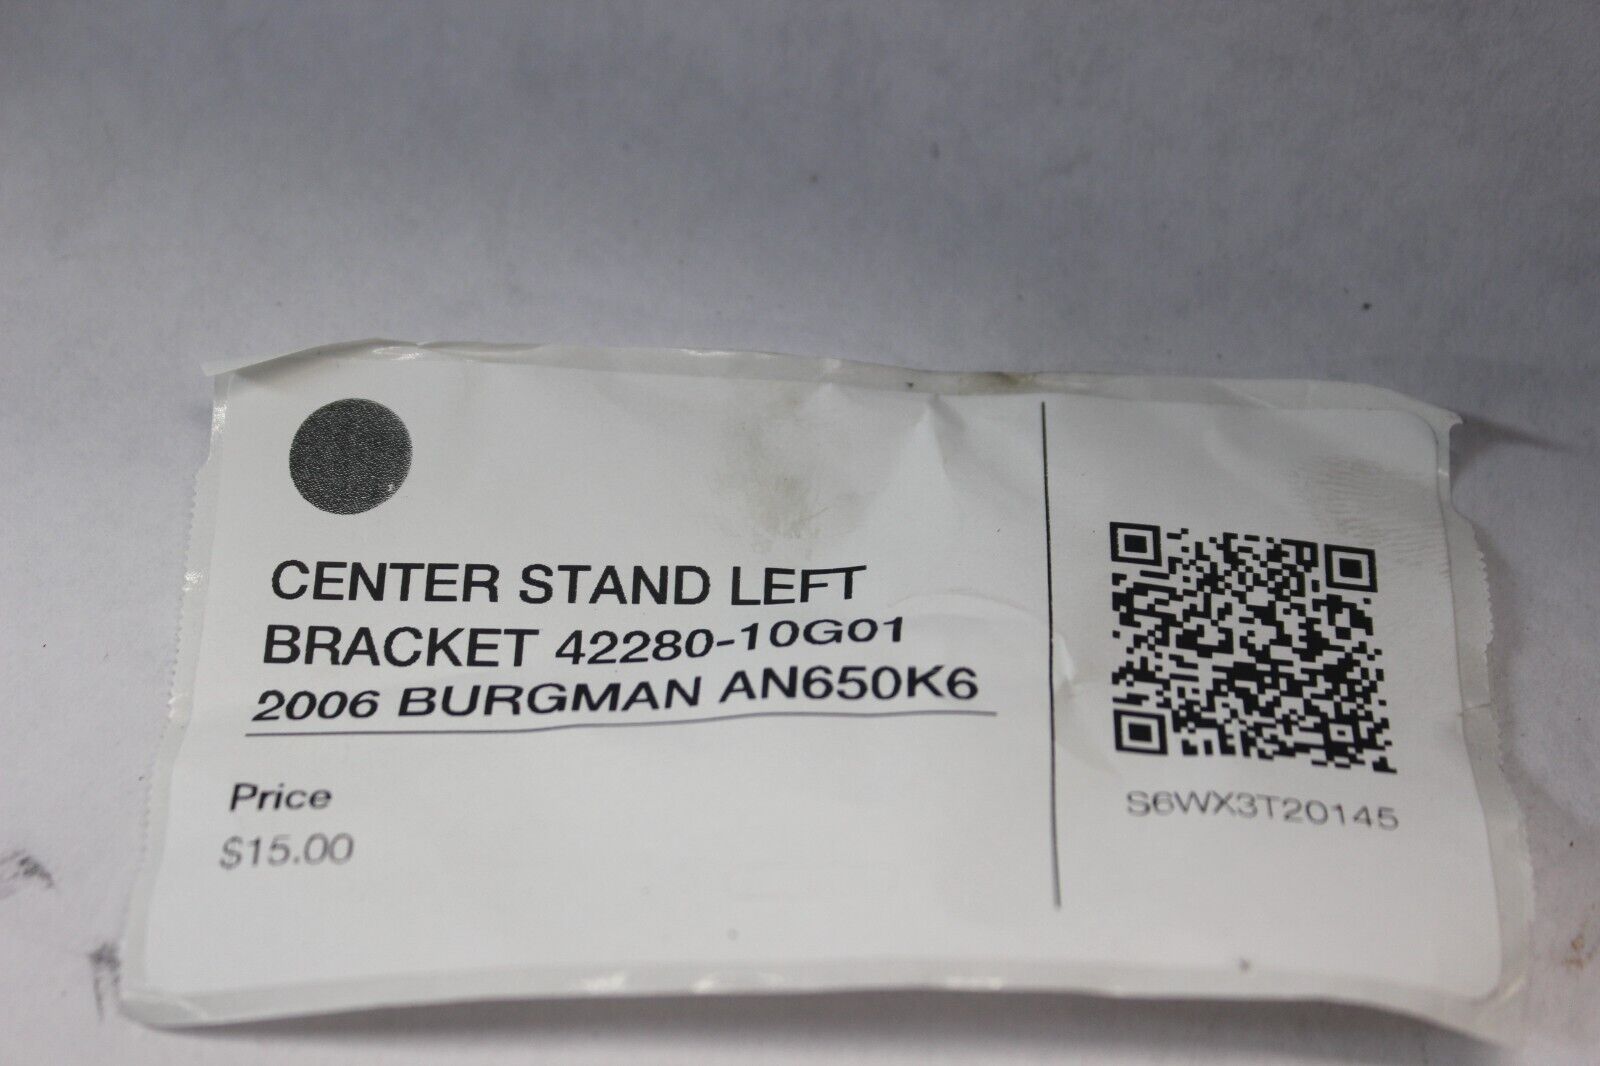 CENTER STAND LEFT
BRACKET 42280-10G01
2006 BURGMAN AN650K6
Price
$15.00
S6WX3T20145